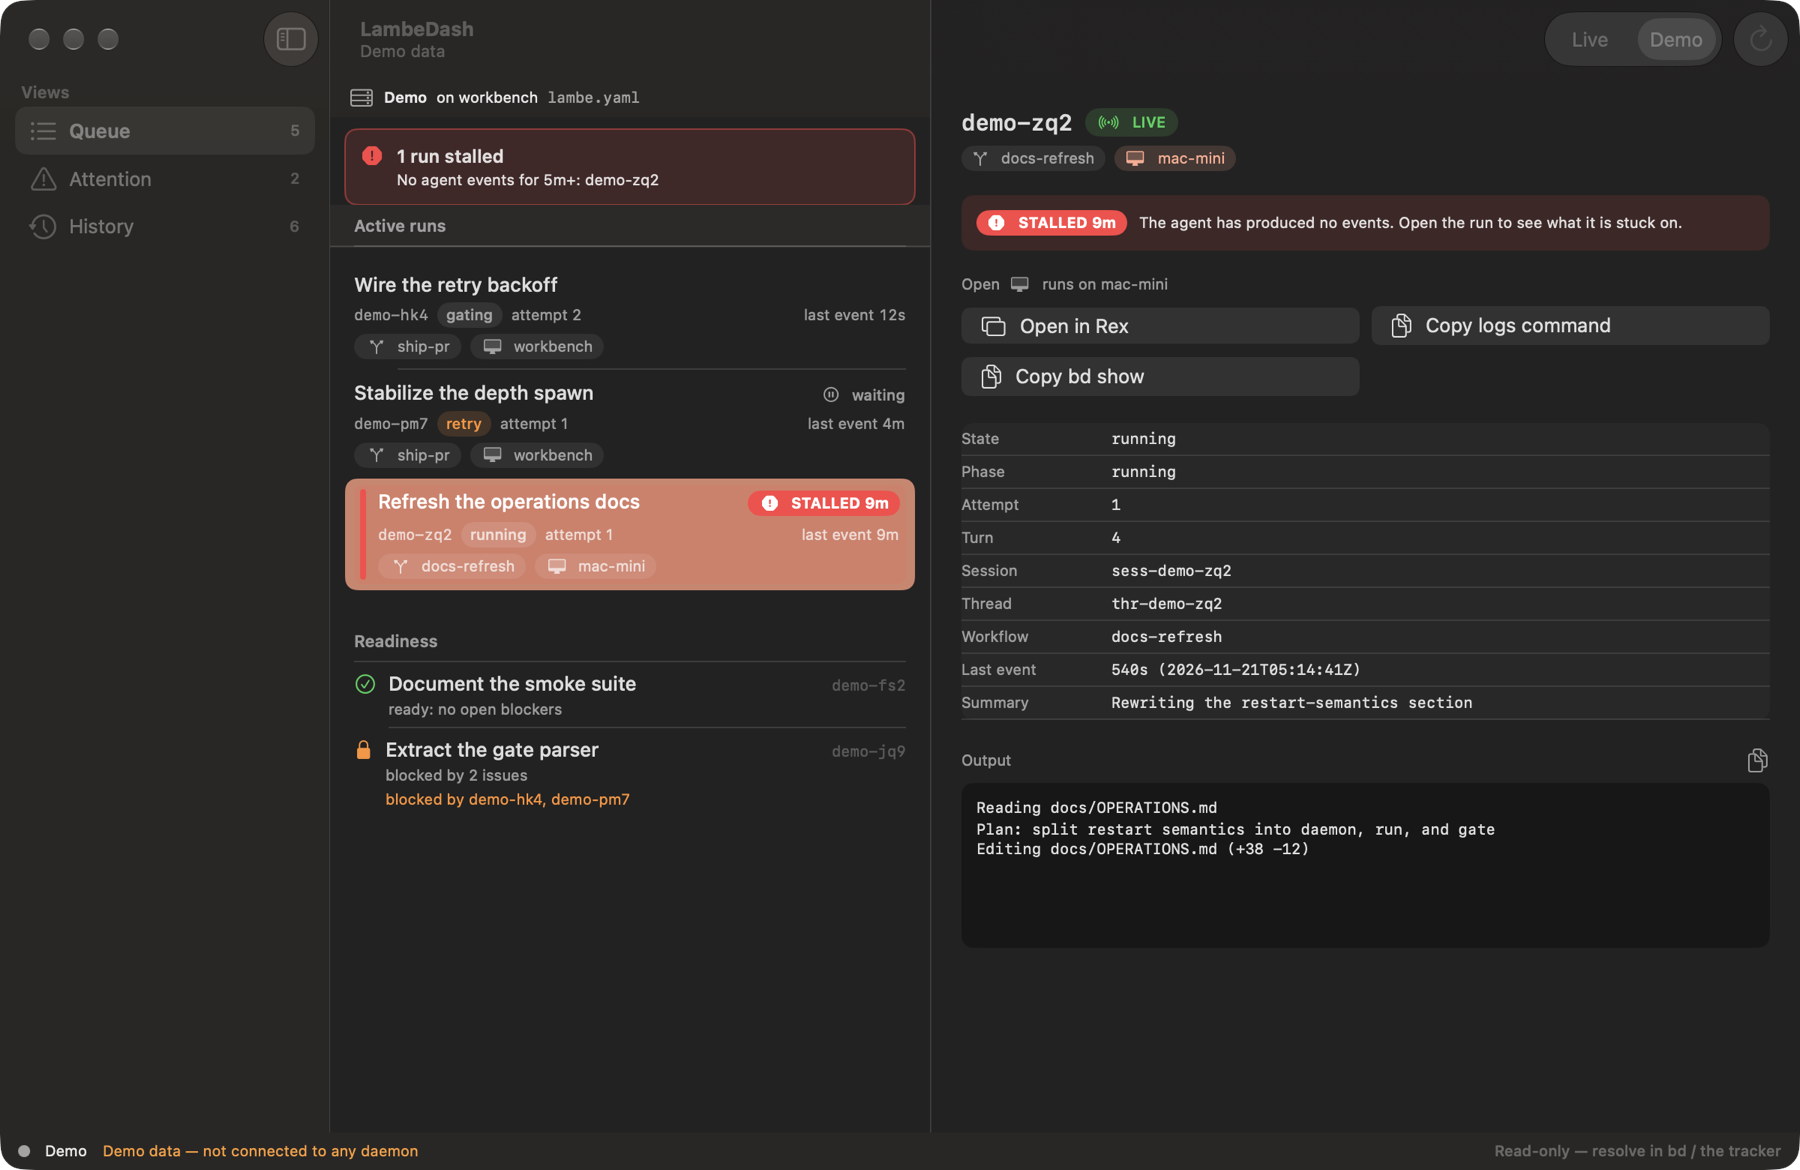 LambeDash
Demo data
Live
Demo
Views
Queue 5
Attention 2
History 6
Demo on workbench lambe.yaml
1 run stalled
No agent events for 5m+: demo-zq2
Active runs
Wire the retry backoff
demo-hk4 gating attempt 2 last event 12s
ship-pr workbench
Stabilize the depth spawn waiting
demo-pm7 retry attempt 1 last event 4m
ship-pr workbench
Refresh the operations docs STALLED 9m
demo-zq2 running attempt 1 last event 9m
docs-refresh mac-mini
Readiness
Document the smoke suite demo-fs2
ready: no open blockers
Extract the gate parser demo-jq9
blocked by 2 issues
blocked by demo-hk4, demo-pm7
demo-zq2 LIVE
docs-refresh mac-mini
STALLED 9m The agent has produced no events. Open the run to see what it is stuck on.
Open runs on mac-mini
Open in Rex
Copy logs command
Copy bd show
State running
Phase running
Attempt 1
Turn 4
Session sess-demo-zq2
Thread thr-demo-zq2
Workflow docs-refresh
Last event 540s (2026-11-21T05:14:41Z)
Summary Rewriting the restart-semantics section
Output
Reading docs/OPERATIONS.md
Plan: split restart semantics into daemon, run, and gate
Editing docs/OPERATIONS.md (+38 -12)
Demo Demo data — not connected to any daemon
Read-only — resolve in bd / the tracker